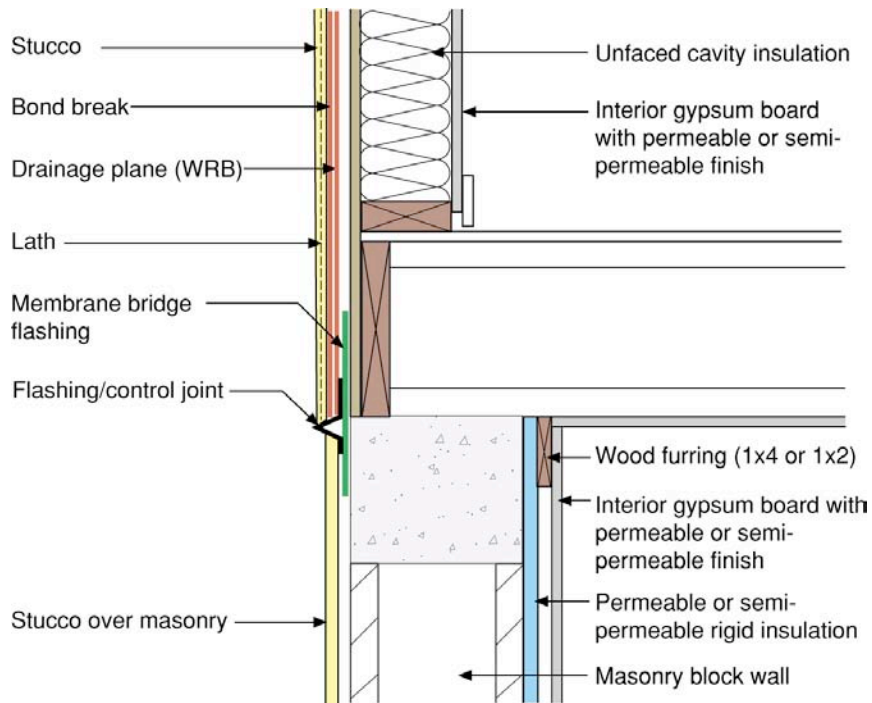 Stucco
Bond break
Drainage plane (WRB)
Lath
Membrane bridge
flashing
Flashing/control joint
Stucco over masonry
Unfaced cavity insulation
Interior gypsum board
with permeable or semi-
permeable finish
Wood furring (1x4 or 1x2)
Interior gypsum board with
permeable or semi-
permeable finish
Permeable or semi-
permeable rigid insulation
Masonry block wall